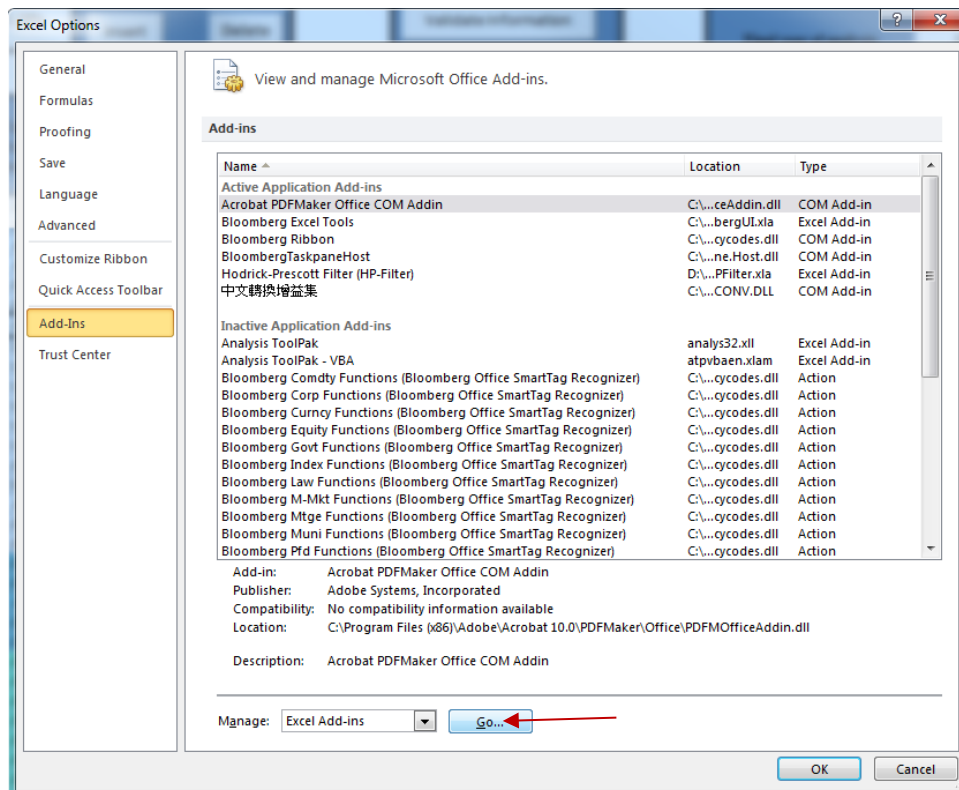 Excel Options
Delete
Validate Information
General
Formulas
Proofing
Save
Language
Advanced
Customize Ribbon
Quick Access Toolbar
Add-Ins
Trust Center
View and manage Microsoft Office Add-ins.
Add-ins
Name Location Type
Active Application Add-ins
Acrobat PDFMaker Office COM Addin C:\...ceAddin.dll COM Add-in
Bloomberg Excel Tools C:\...bergUI.xla Excel Add-in
Bloomberg Ribbon C:\...cycodes.dll COM Add-in
BloombergTaskpaneHost C:\...ne.Host.dll COM Add-in
Hodrick-Prescott Filter (HP-Filter) D:\...PFilter.xla Excel Add-in
中文轉換增益集 C:\...CONV.DLL COM Add-in
Inactive Application Add-ins
Analysis ToolPak analys32.xll Excel Add-in
Analysis ToolPak - VBA atpvbaen.xlam Excel Add-in
Bloomberg Comdty Functions (Bloomberg Office SmartTag Recognizer) C:\...cycodes.dll Action
Bloomberg Corp Functions (Bloomberg Office SmartTag Recognizer) C:\...cycodes.dll Action
Bloomberg Curncy Functions (Bloomberg Office SmartTag Recognizer) C:\...cycodes.dll Action
Bloomberg Equity Functions (Bloomberg Office SmartTag Recognizer) C:\...cycodes.dll Action
Bloomberg Govt Functions (Bloomberg Office SmartTag Recognizer) C:\...cycodes.dll Action
Bloomberg Index Functions (Bloomberg Office SmartTag Recognizer) C:\...cycodes.dll Action
Bloomberg Law Functions (Bloomberg Office SmartTag Recognizer) C:\...cycodes.dll Action
Bloomberg M-Mkt Functions (Bloomberg Office SmartTag Recognizer) C:\...cycodes.dll Action
Bloomberg Mtge Functions (Bloomberg Office SmartTag Recognizer) C:\...cycodes.dll Action
Bloomberg Muni Functions (Bloomberg Office SmartTag Recognizer) C:\...cycodes.dll Action
Bloomberg Pfd Functions (Bloomberg Office SmartTag Recognizer) C:\...cycodes.dll Action
Add-in: Acrobat PDFMaker Office COM Addin
Publisher: Adobe Systems, Incorporated
Compatibility: No compatibility information available
Location: C:\Program Files (x86)\Adobe\Acrobat 10.0\PDFMaker\Office\PDFMOfficeAddin.dll
Description: Acrobat PDFMaker Office COM Addin
Manage: Excel Add-ins Go...
OK Cancel